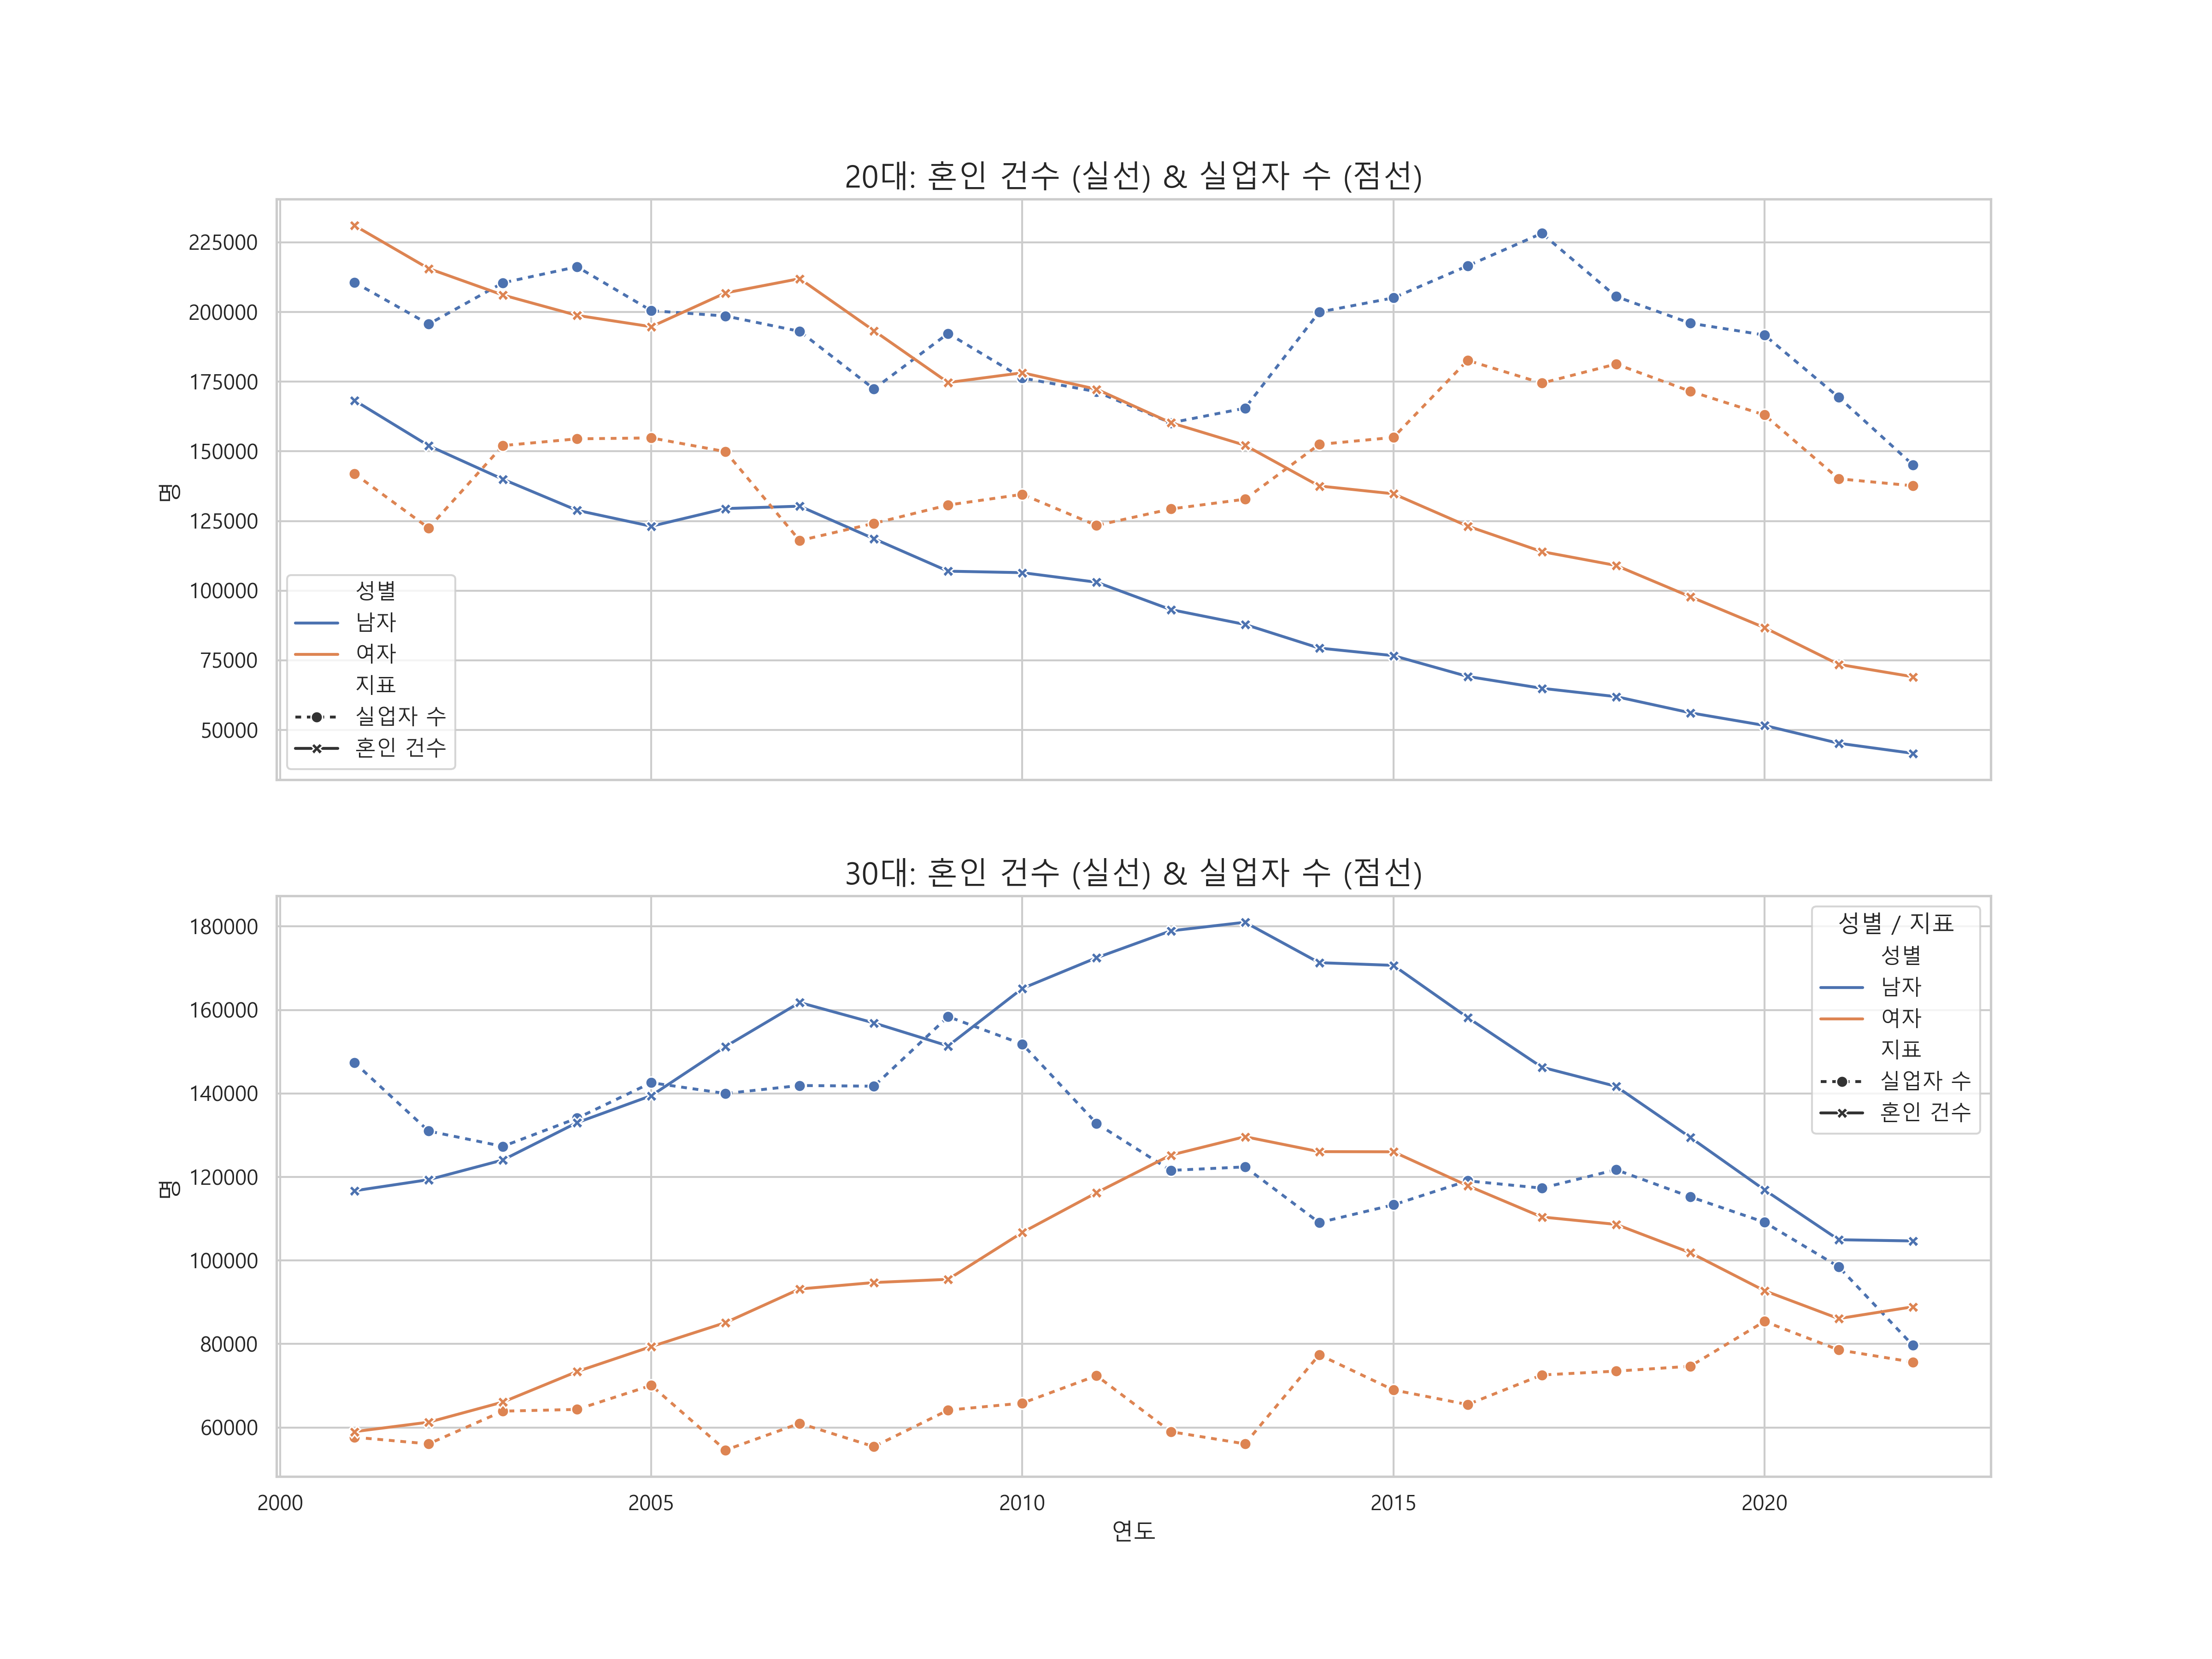 20대: 혼인 건수 (실선) & 실업자 수 (점선)
225000
200000
175000
150000
125000
100000
75000
50000
명
성별
남자
여자
지표
실업자 수
혼인 건수
30대: 혼인 건수 (실선) & 실업자 수 (점선)
180000
160000
140000
120000
100000
80000
60000
명
성별 / 지표
성별
남자
여자
지표
실업자 수
혼인 건수
2000 2005 2010 2015 2020
연도